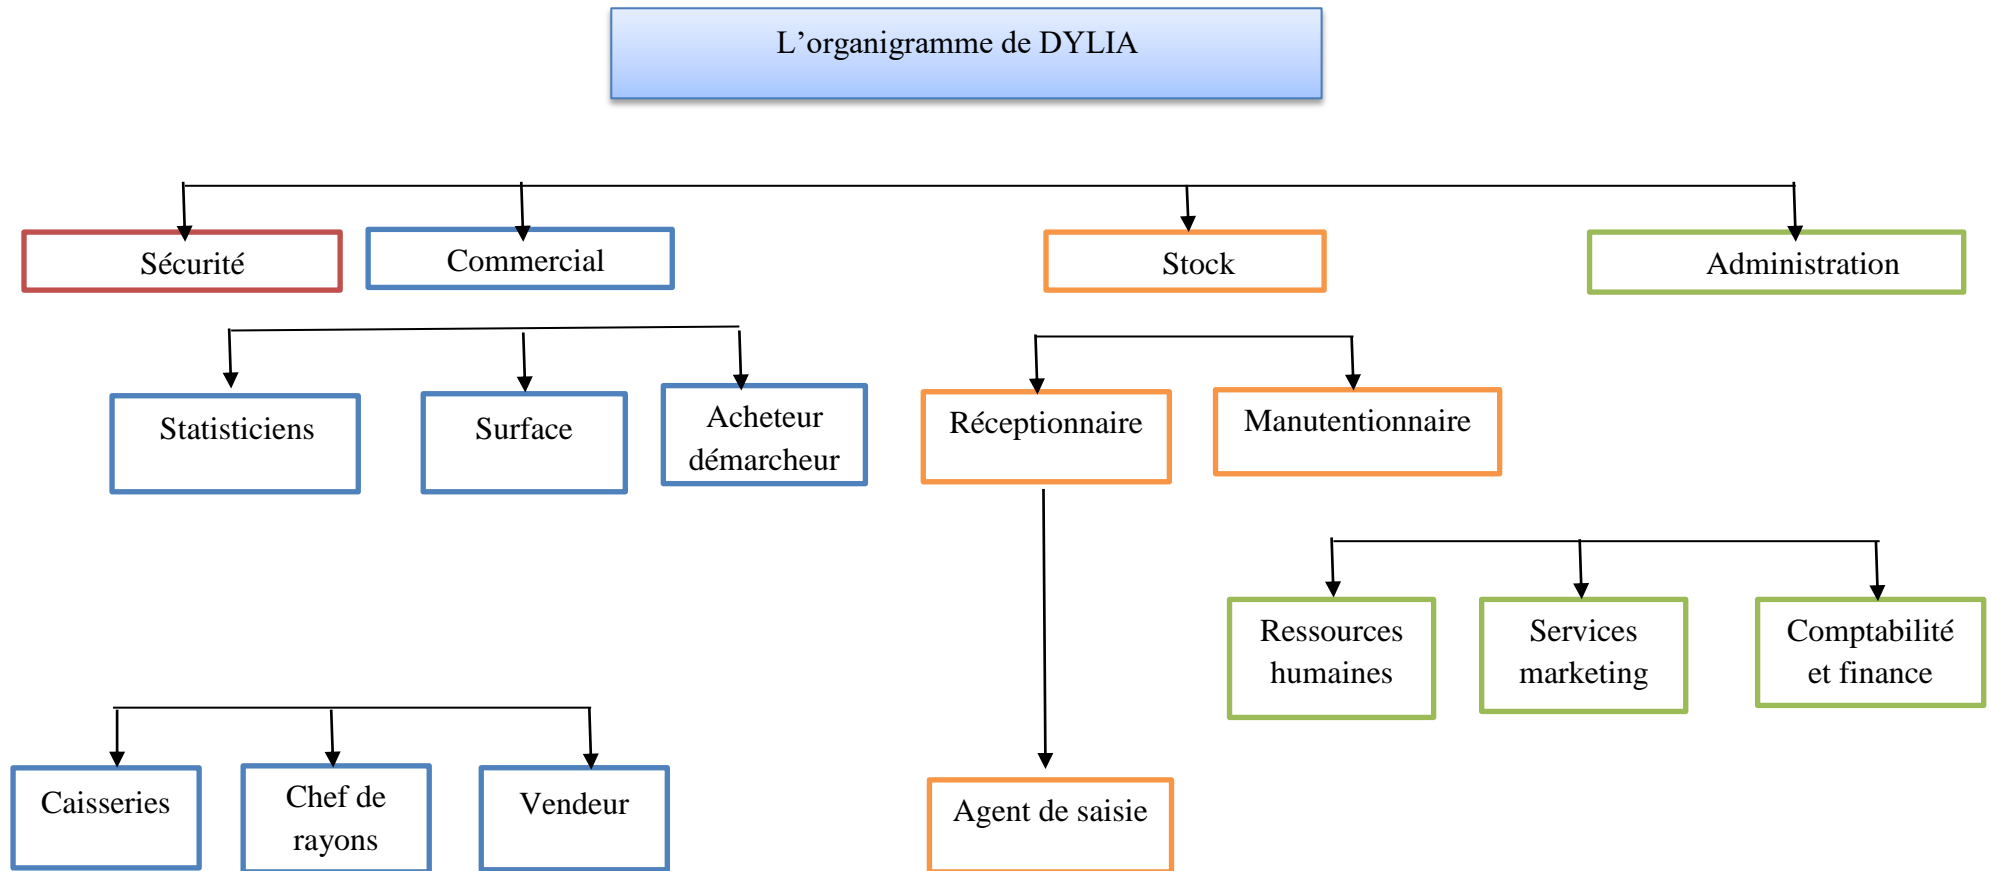 L’organigramme de DYLIA
Sécurité
Commercial
Stock
Administration
Statisticiens
Surface
Acheteur
démarcheur
Réceptionnaire
Manutentionnaire
Ressources
humaines
Services
marketing
Comptabilité
et finance
Caisseries
Chef de
rayons
Vendeur
Agent de saisie